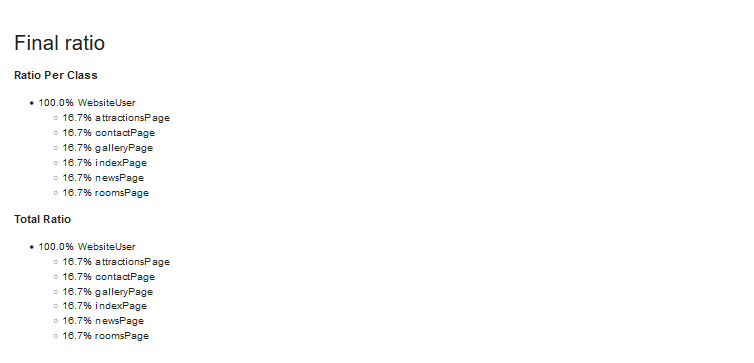 Final ratio
Ratio Per Class
100.0% WebsiteUser
16.7% attractionsPage
16.7% contactPage
16.7% galleryPage
16.7% indexPage
16.7% newsPage
16.7% roomsPage
Total Ratio
100.0% WebsiteUser
16.7% attractionsPage
16.7% contactPage
16.7% galleryPage
16.7% indexPage
16.7% newsPage
16.7% roomsPage